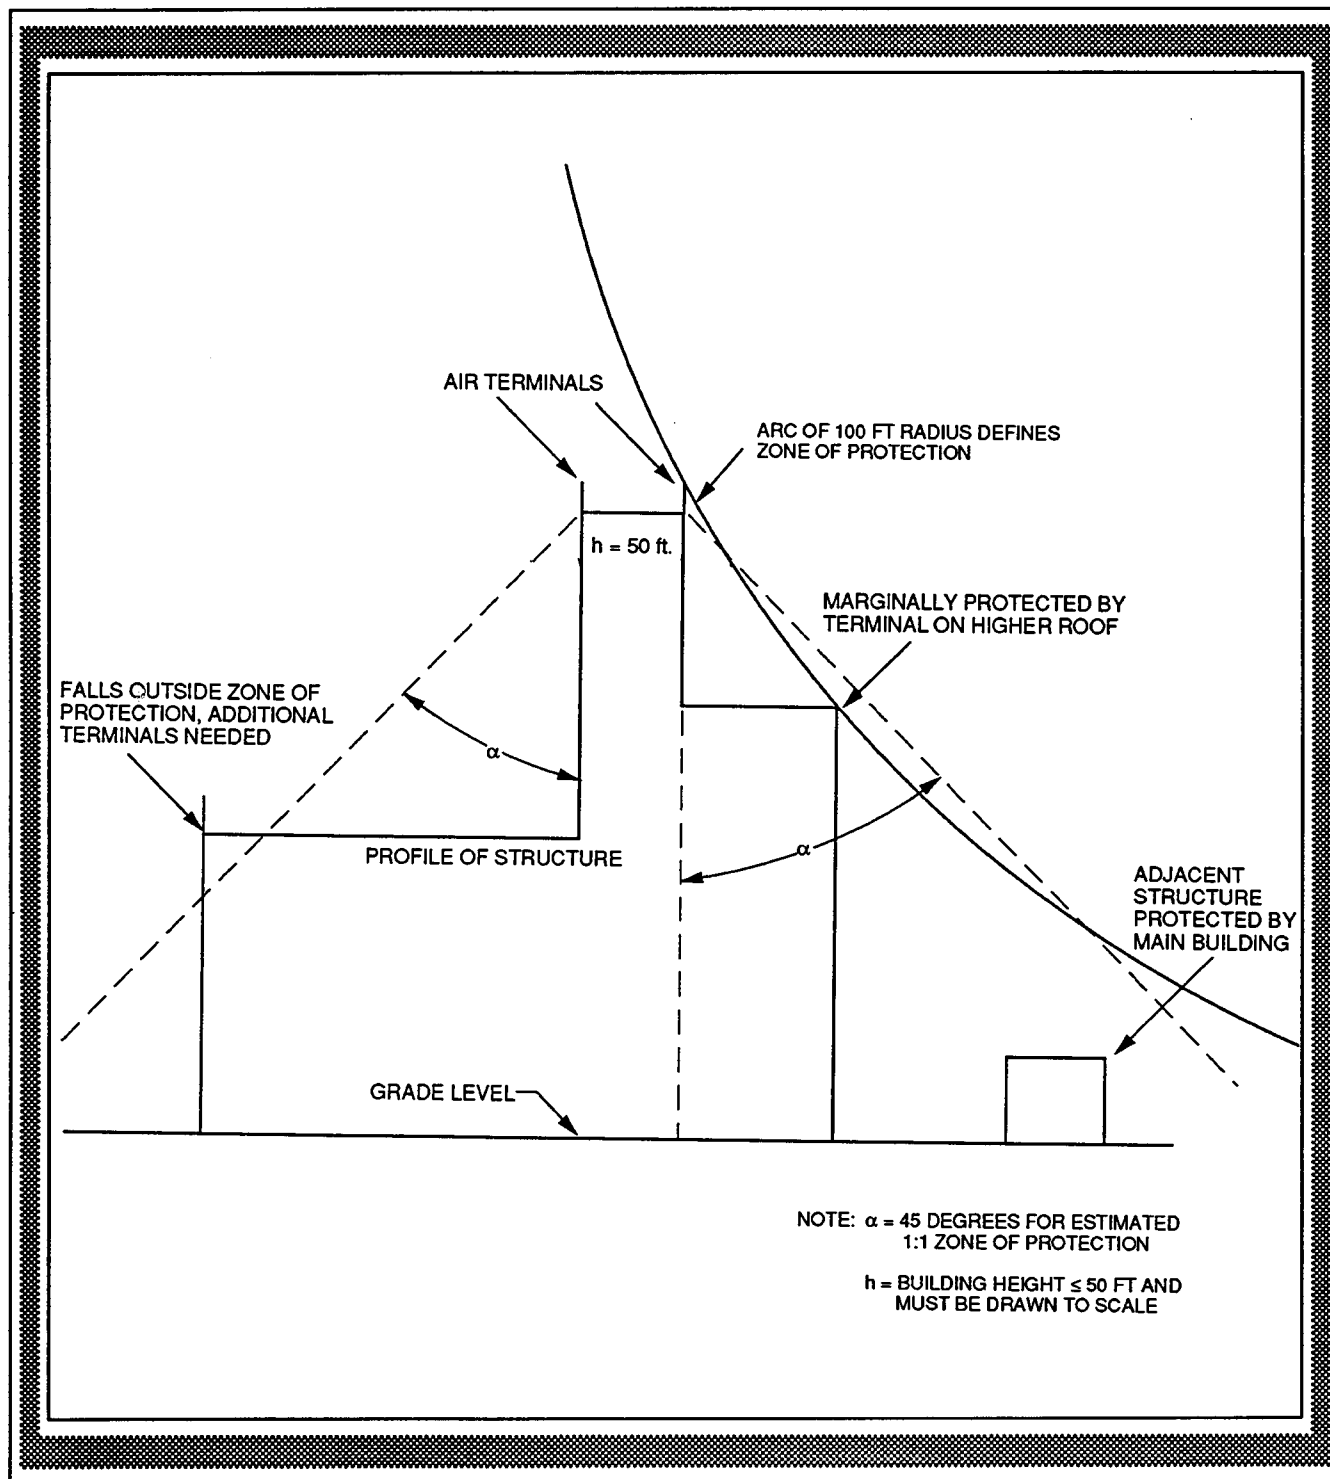 AIR TERMINALS
ARC OF 100 FT RADIUS DEFINES
ZONE OF PROTECTION
h = 50 ft.
MARGINALLY PROTECTED BY
TERMINAL ON HIGHER ROOF
FALLS OUTSIDE ZONE OF
PROTECTION, ADDITIONAL
TERMINALS NEEDED
α
PROFILE OF STRUCTURE
α
ADJACENT
STRUCTURE
PROTECTED BY
MAIN BUILDING
GRADE LEVEL
NOTE: α = 45 DEGREES FOR ESTIMATED
1:1 ZONE OF PROTECTION
h = BUILDING HEIGHT ≤ 50 FT AND
MUST BE DRAWN TO SCALE